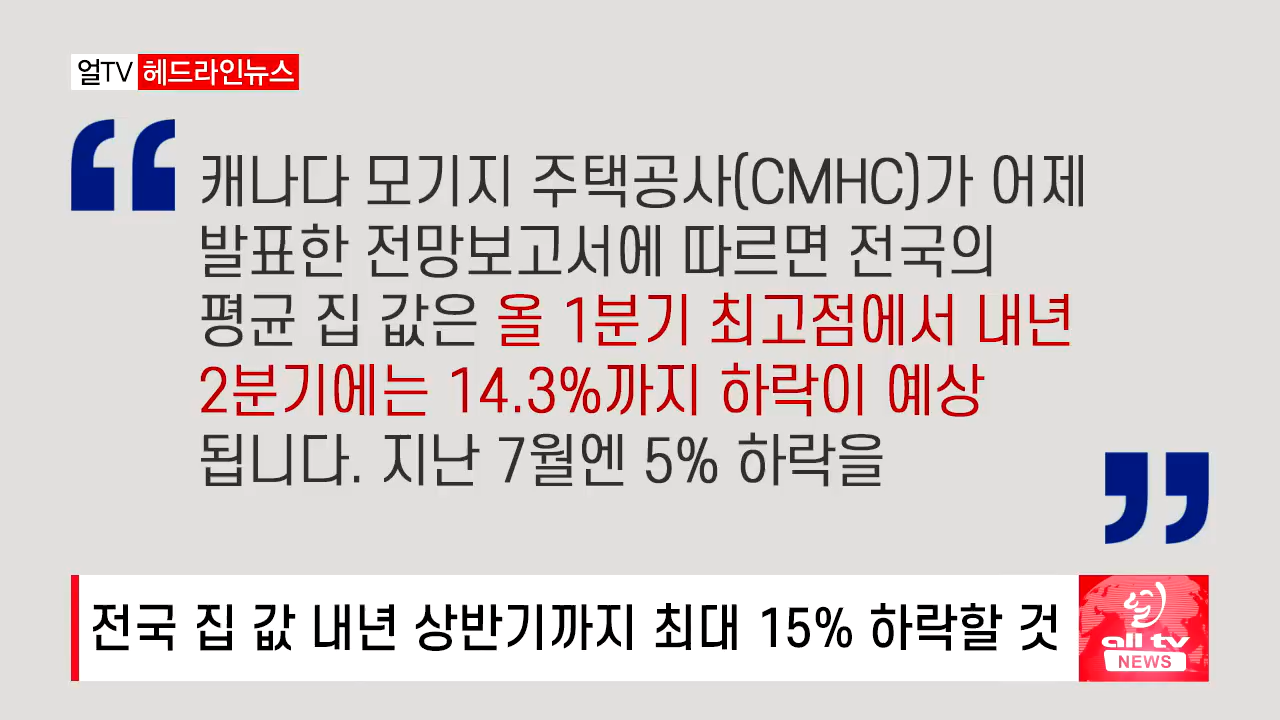 얼TV 헤드라인뉴스
캐나다 모기지 주택공사(CMHC)가 어제
발표한 전망보고서에 따르면 전국의
평균 집 값은 올 1분기 최고점에서 내년
2분기에는 14.3%까지 하락이 예상
됩니다. 지난 7월엔 5% 하락을
전국 집 값 내년 상반기까지 최대 15% 하락할 것
all tv
NEWS